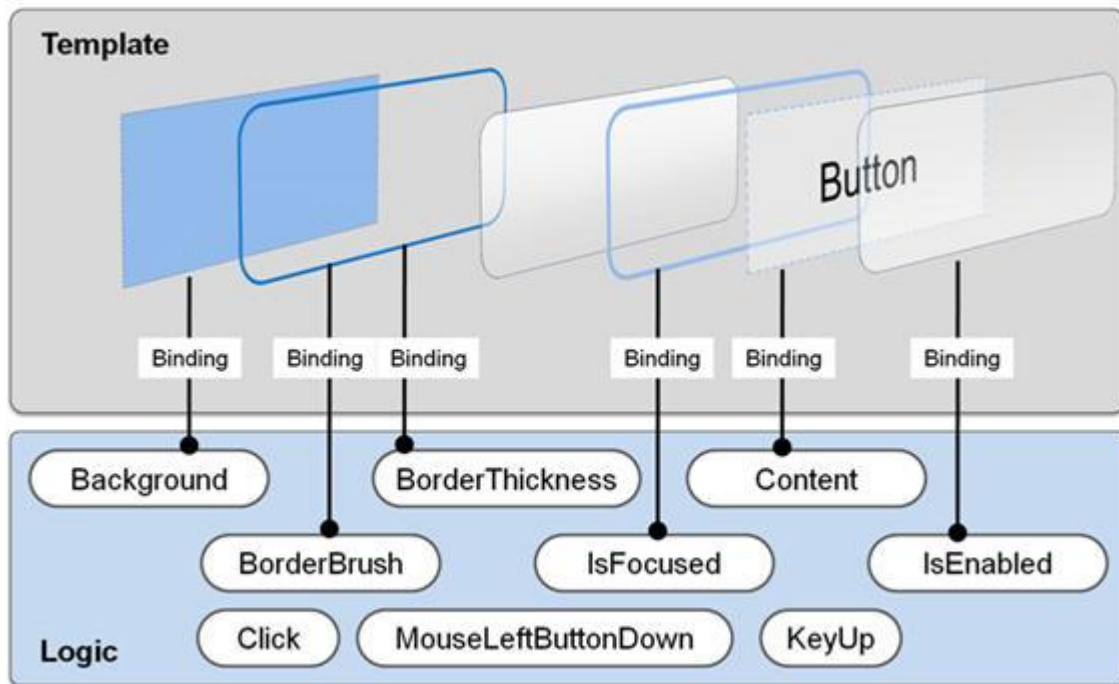 Template
Button
Binding Binding Binding Binding Binding Binding
Background BorderThickness Content
BorderBrush IsFocused IsEnabled
Click MouseLeftButtonDown KeyUp
Logic